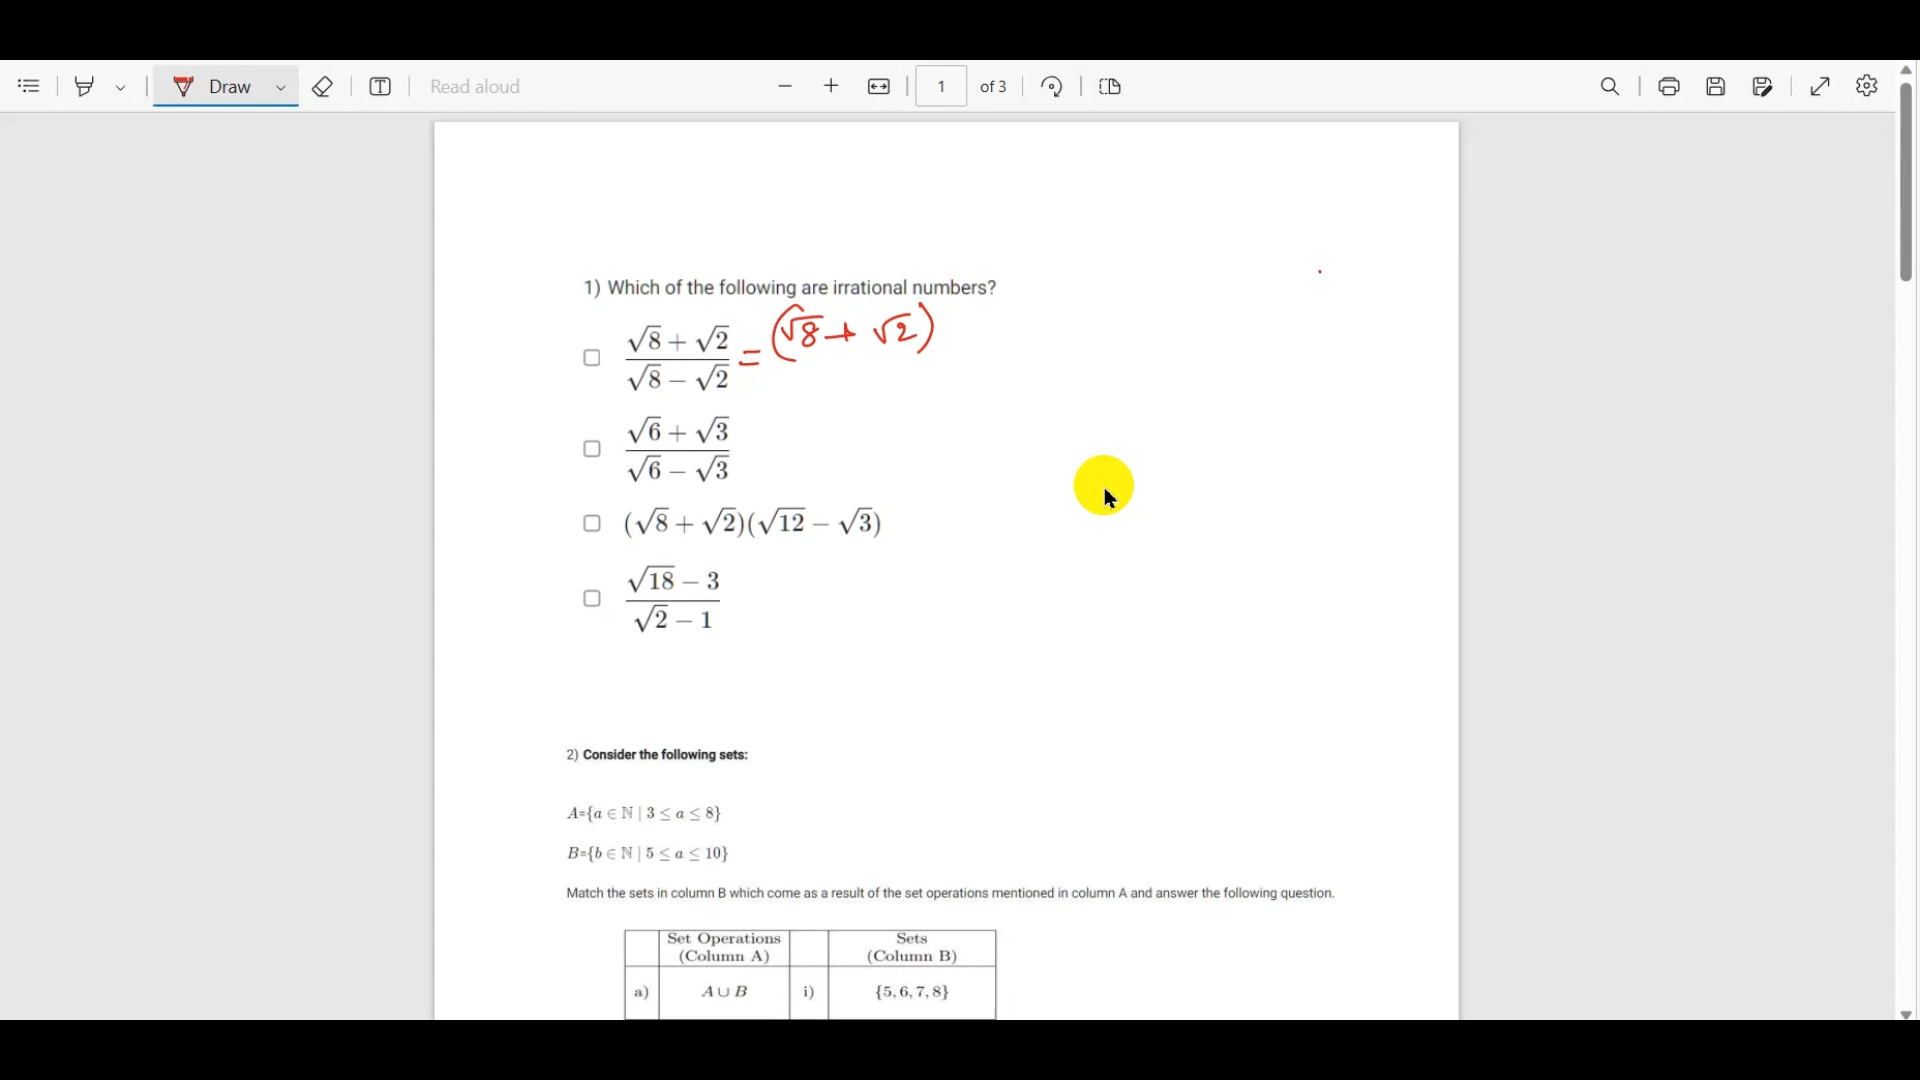 Draw Read aloud 1 of 3
1) Which of the following are irrational numbers?
(√8 + √2)/(√8 − √2) = (√8 + √2)
(√6 + √3)/(√6 − √3)
(√8 + √2)(√12 − √3)
(√18 − 3)/(√2 − 1)
2) Consider the following sets:
A={a ∈ ℕ | 3 ≤ a ≤ 8}
B={b ∈ ℕ | 5 ≤ a ≤ 10}
Match the sets in column B which come as a result of the set operations mentioned in column A and answer the following question.
Set Operations (Column A) Sets (Column B)
a) A ∪ B i) {5, 6, 7, 8}